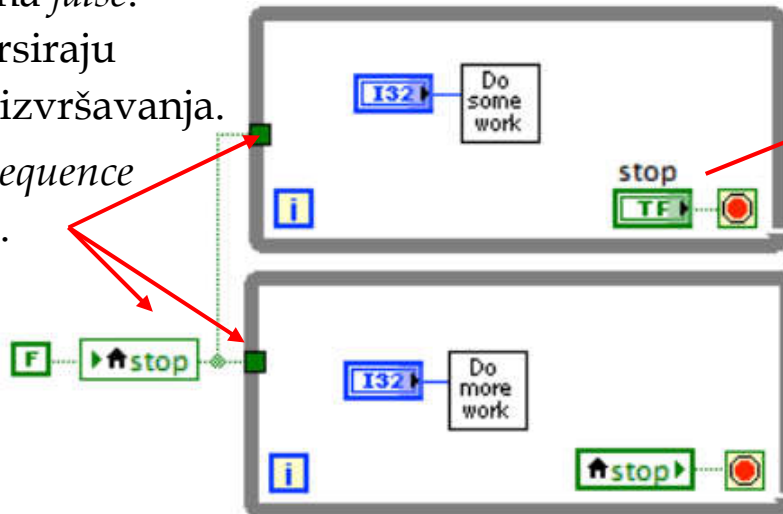 na false.
rsiraju
izvršavanja.
equence
.
I32
Do
some
work
stop
i
TF
F
stop
I32
Do
more
work
i
stop